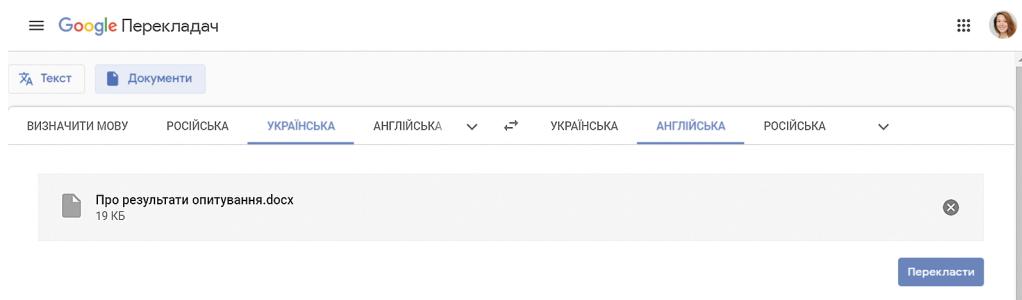 Google Перекладач
Текст Документи
ВИЗНАЧИТИ МОВУ РОСІЙСЬКА УКРАЇНСЬКА АНГЛІЙСЬКА УКРАЇНСЬКА АНГЛІЙСЬКА РОСІЙСЬКА
Про результати опитування.docx
19 КБ
Перекласти